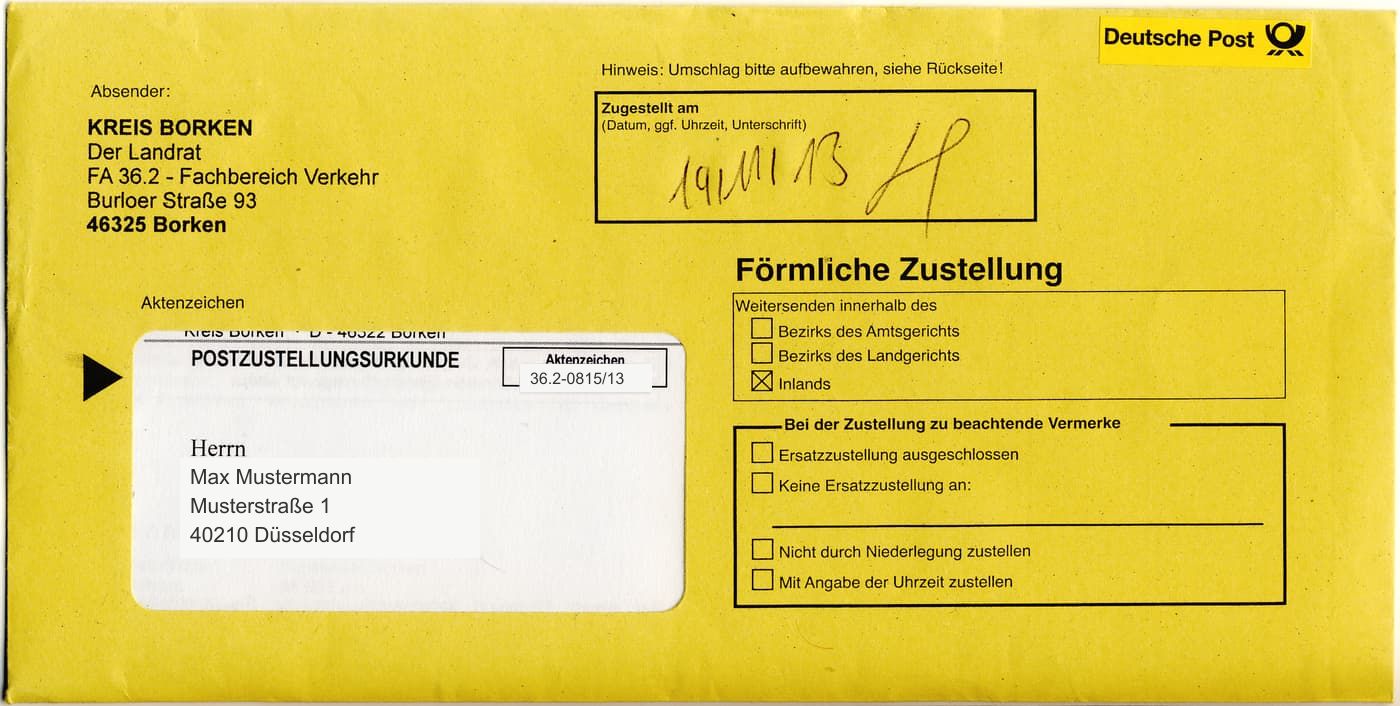 Deutsche Post
Hinweis: Umschlag bitte aufbewahren, siehe Rückseite!
Absender:
KREIS BORKEN
Der Landrat
FA 36.2 - Fachbereich Verkehr
Burloer Straße 93
46325 Borken
Zugestellt am
(Datum, ggf. Uhrzeit, Unterschrift)
13
Förmliche Zustellung
Weitersenden innerhalb des
Bezirks des Amtsgerichts
Bezirks des Landgerichts
Inlands
Aktenzeichen
Kreis Borken · D - 46322 Borken
POSTZUSTELLUNGSURKUNDE
Aktenzeichen
36.2-0815/13
Herrn
Max Mustermann
Musterstraße 1
40210 Düsseldorf
Bei der Zustellung zu beachtende Vermerke
Ersatzzustellung ausgeschlossen
Keine Ersatzzustellung an:
Nicht durch Niederlegung zustellen
Mit Angabe der Uhrzeit zustellen